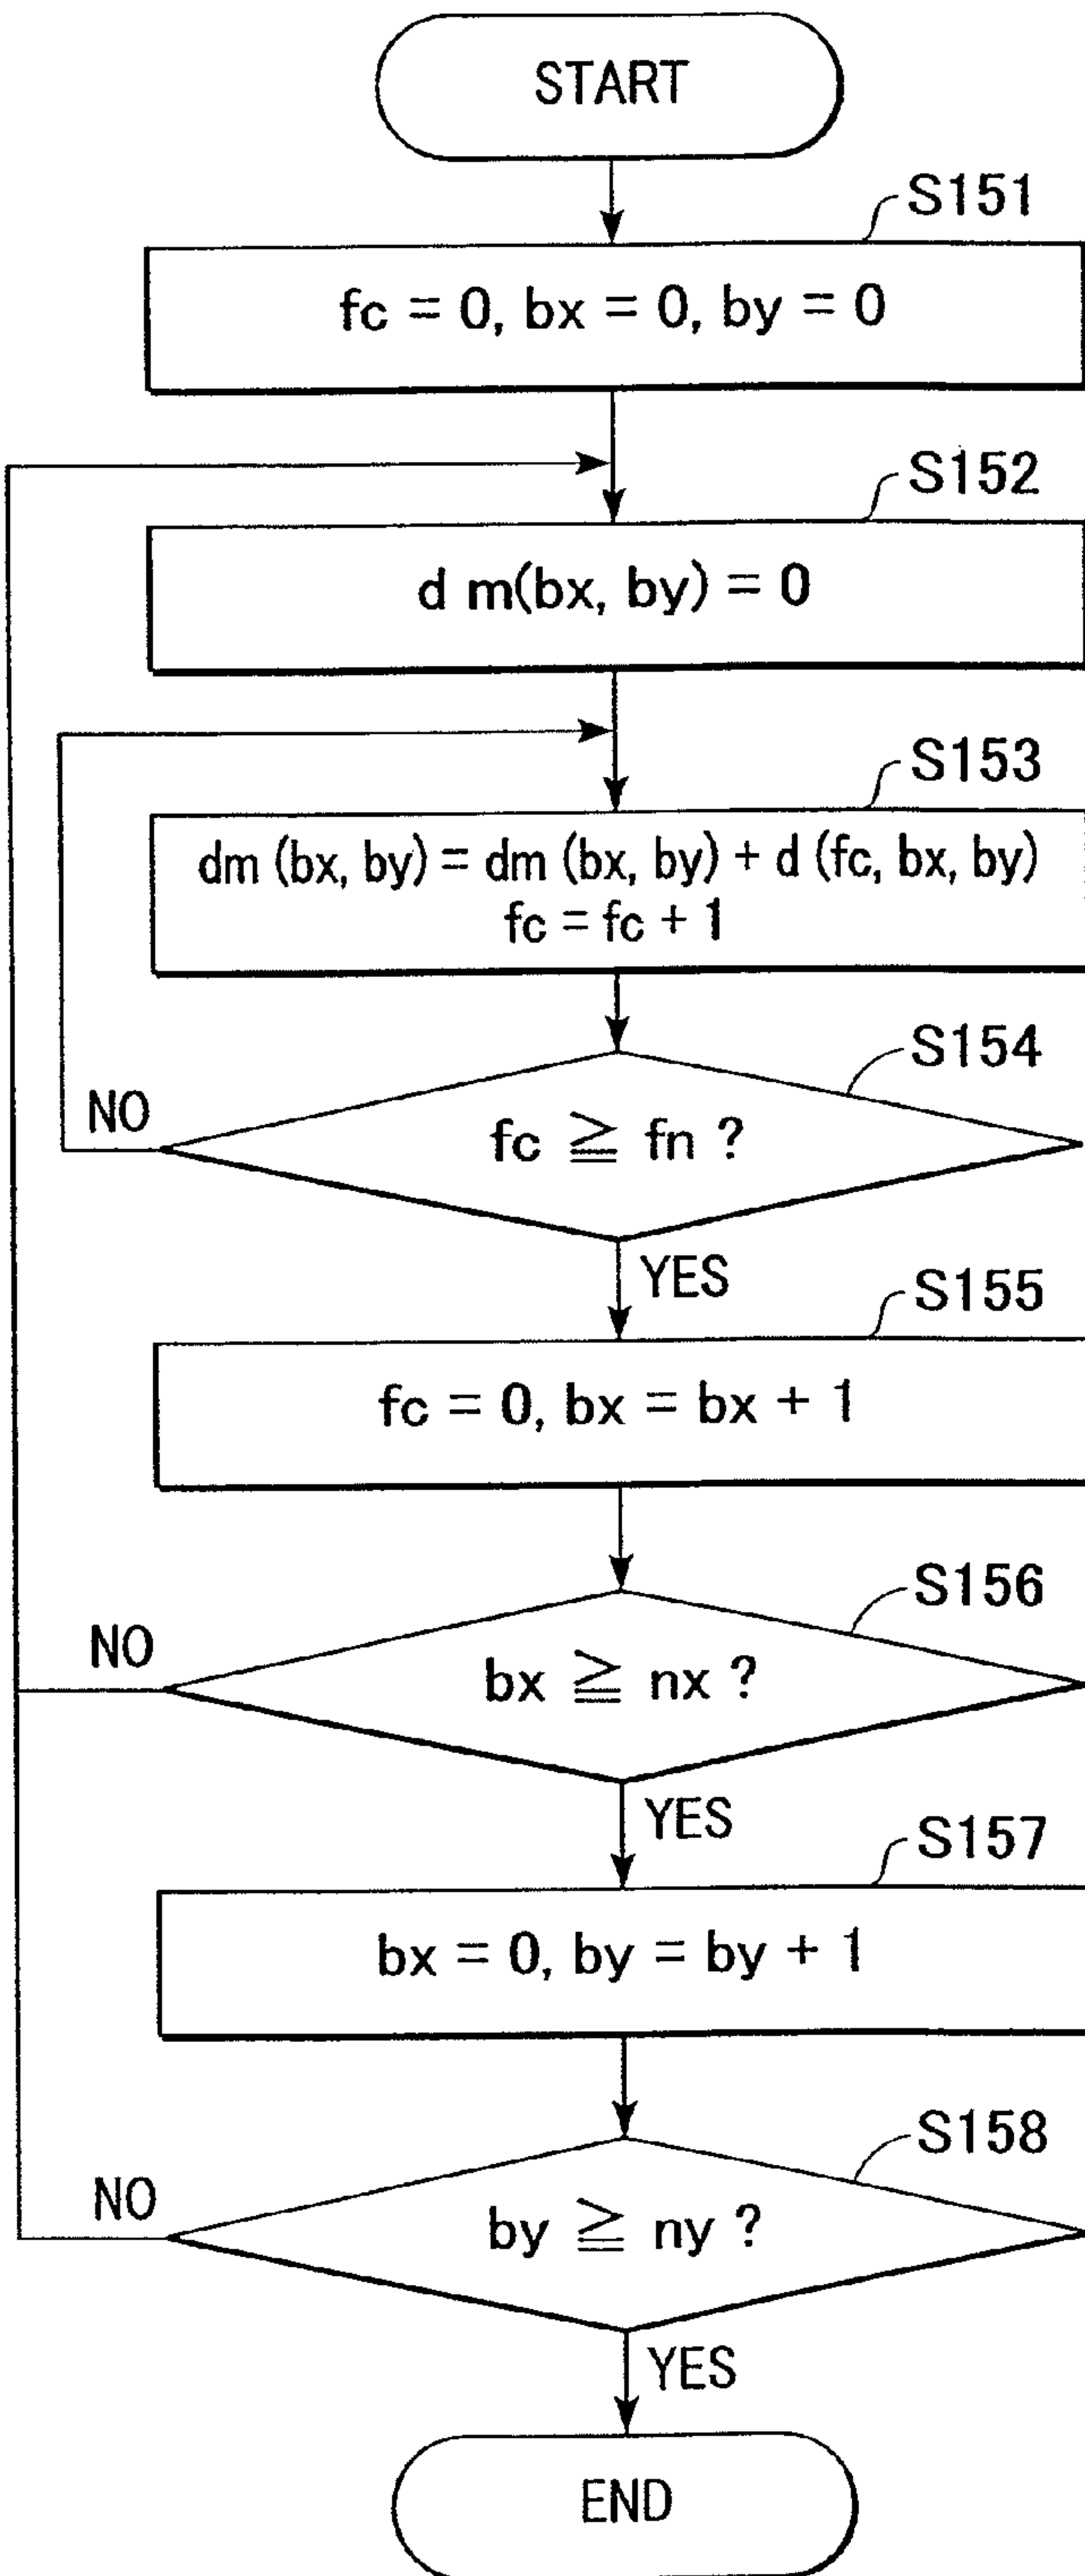 START
S151
fc = 0, bx = 0, by = 0
S152
d m(bx, by) = 0
S153
dm (bx, by) = dm (bx, by) + d (fc, bx, by)
fc = fc + 1
S154
NO
fc ≧ fn ?
YES
S155
fc = 0, bx = bx + 1
S156
NO
bx ≧ nx ?
YES
S157
bx = 0, by = by + 1
S158
NO
by ≧ ny ?
YES
END